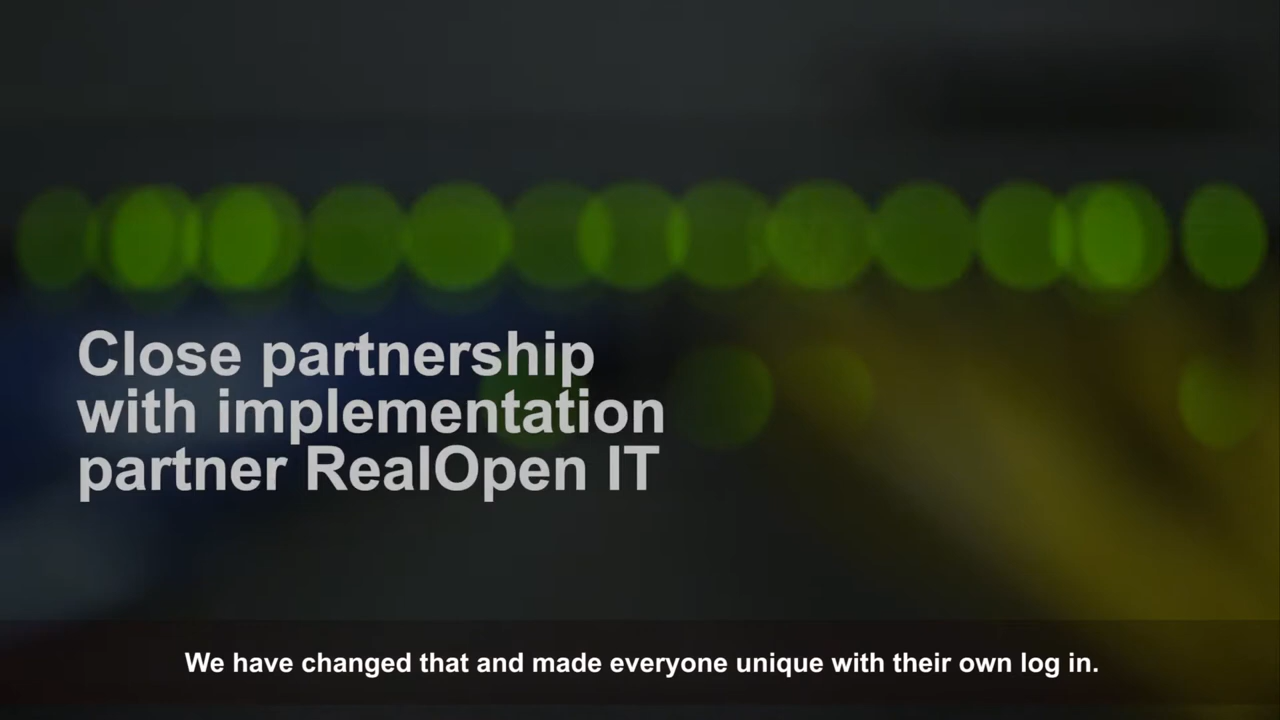 Close partnership
with implementation
partner RealOpen IT
We have changed that and made everyone unique with their own log in.